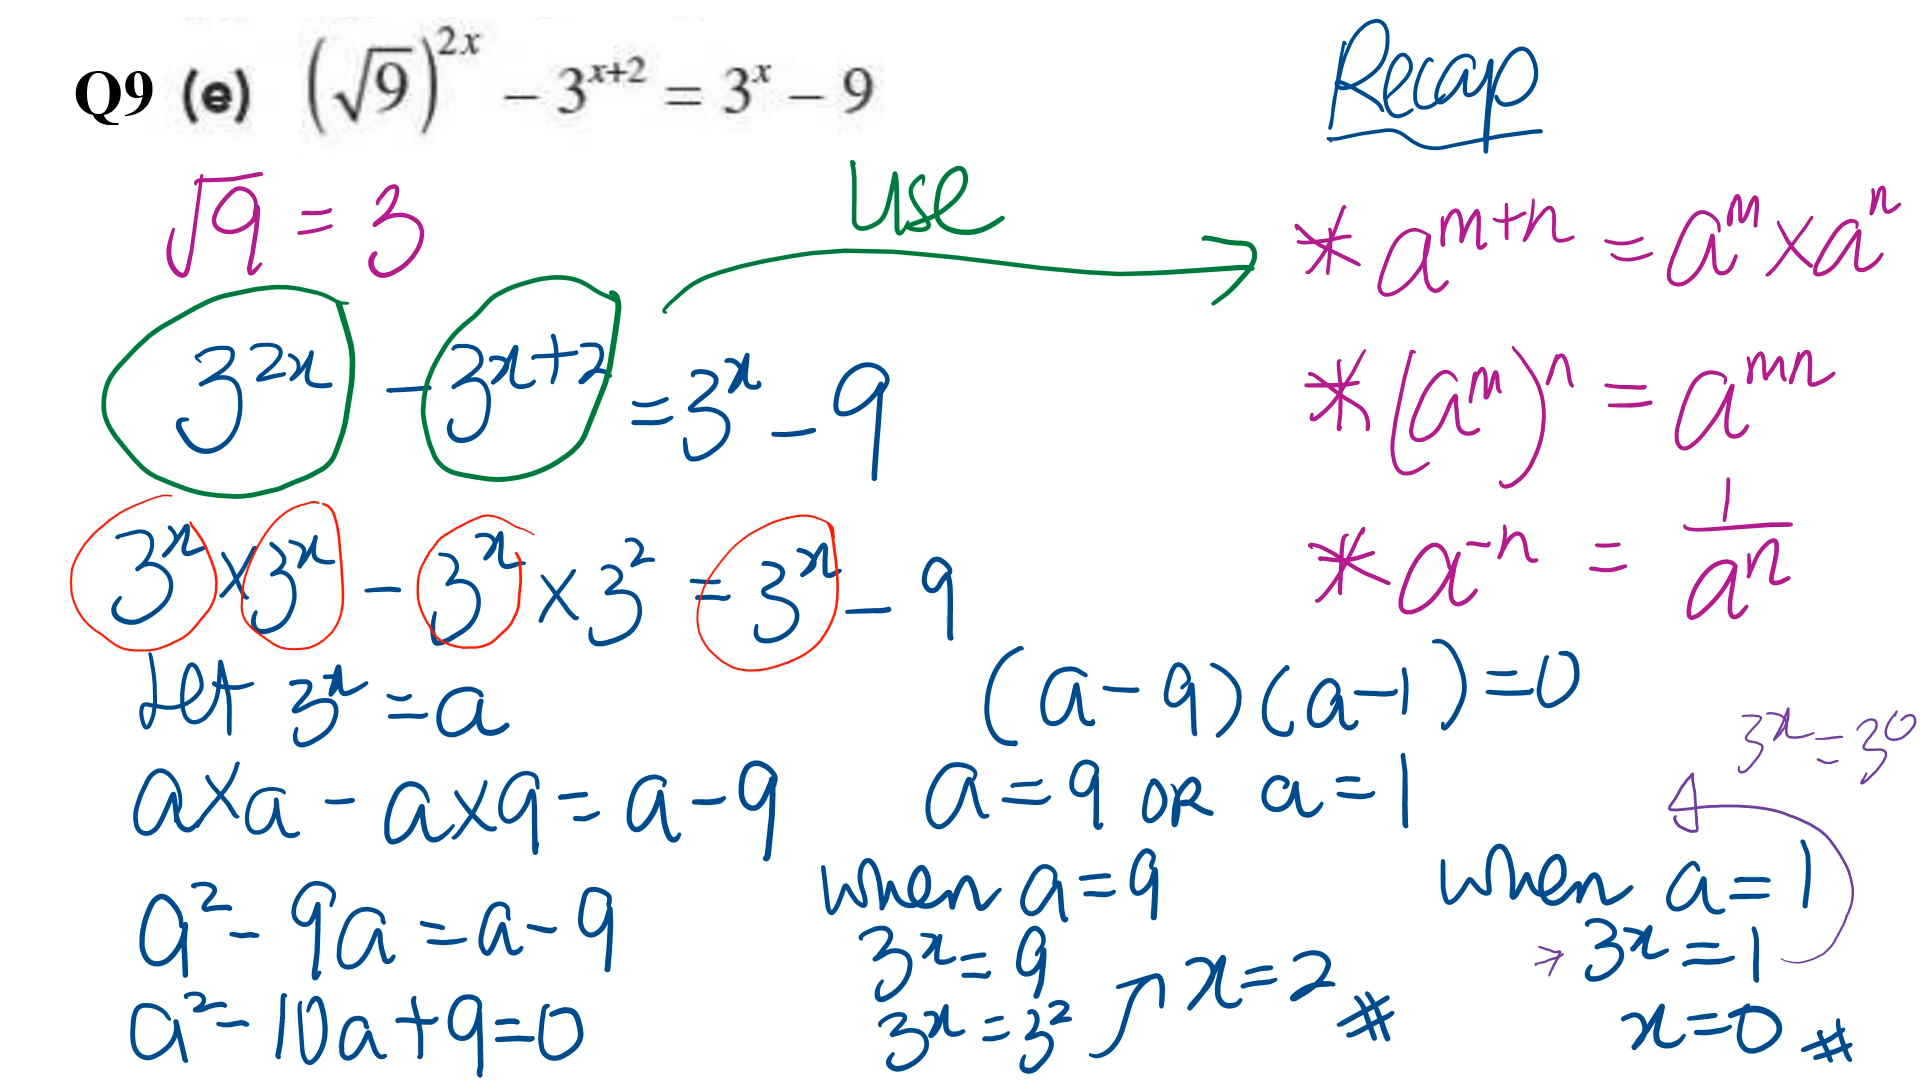 Q9 (e) (√9)^{2x} − 3^{x+2} = 3^x − 9
Recap
√9 = 3
use
* a^{m+n} = a^m × a^n
3^{2x} − 3^{x+2} = 3^x − 9
* (a^m)^n = a^{mn}
3^x × 3^x − 3^x × 3^2 = 3^x − 9
* a^{-n} = 1/a^n
Let 3^x = a
a × a − a × 9 = a − 9
a^2 − 9a = a − 9
a^2 − 10a + 9 = 0
(a − 9)(a − 1) = 0
a = 9 OR a = 1
when a = 9
3^x = 9
3^x = 3^2
x = 2 #
when a = 1
3^x = 1
3^x = 3^0
x = 0 #